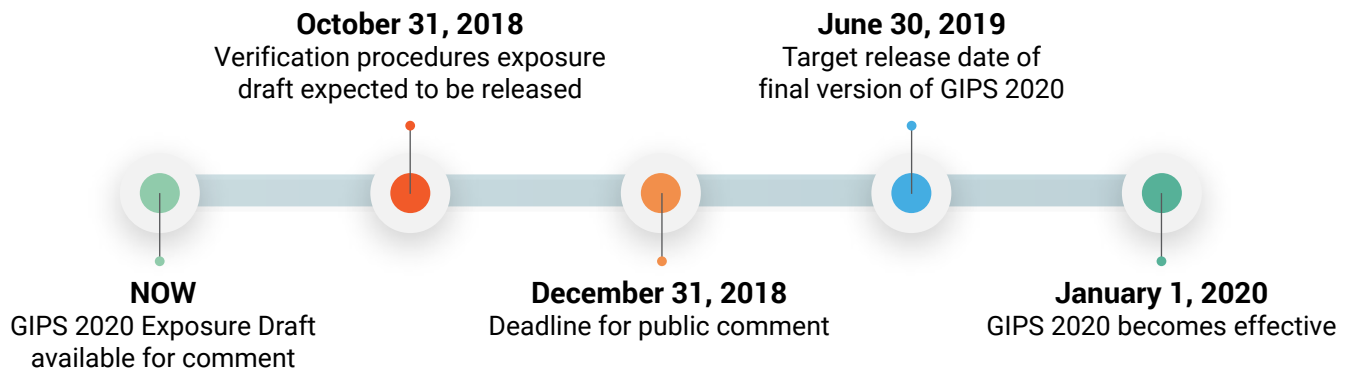 October 31, 2018
Verification procedures exposure
draft expected to be released
June 30, 2019
Target release date of
final version of GIPS 2020
NOW
GIPS 2020 Exposure Draft
available for comment
December 31, 2018
Deadline for public comment
January 1, 2020
GIPS 2020 becomes effective